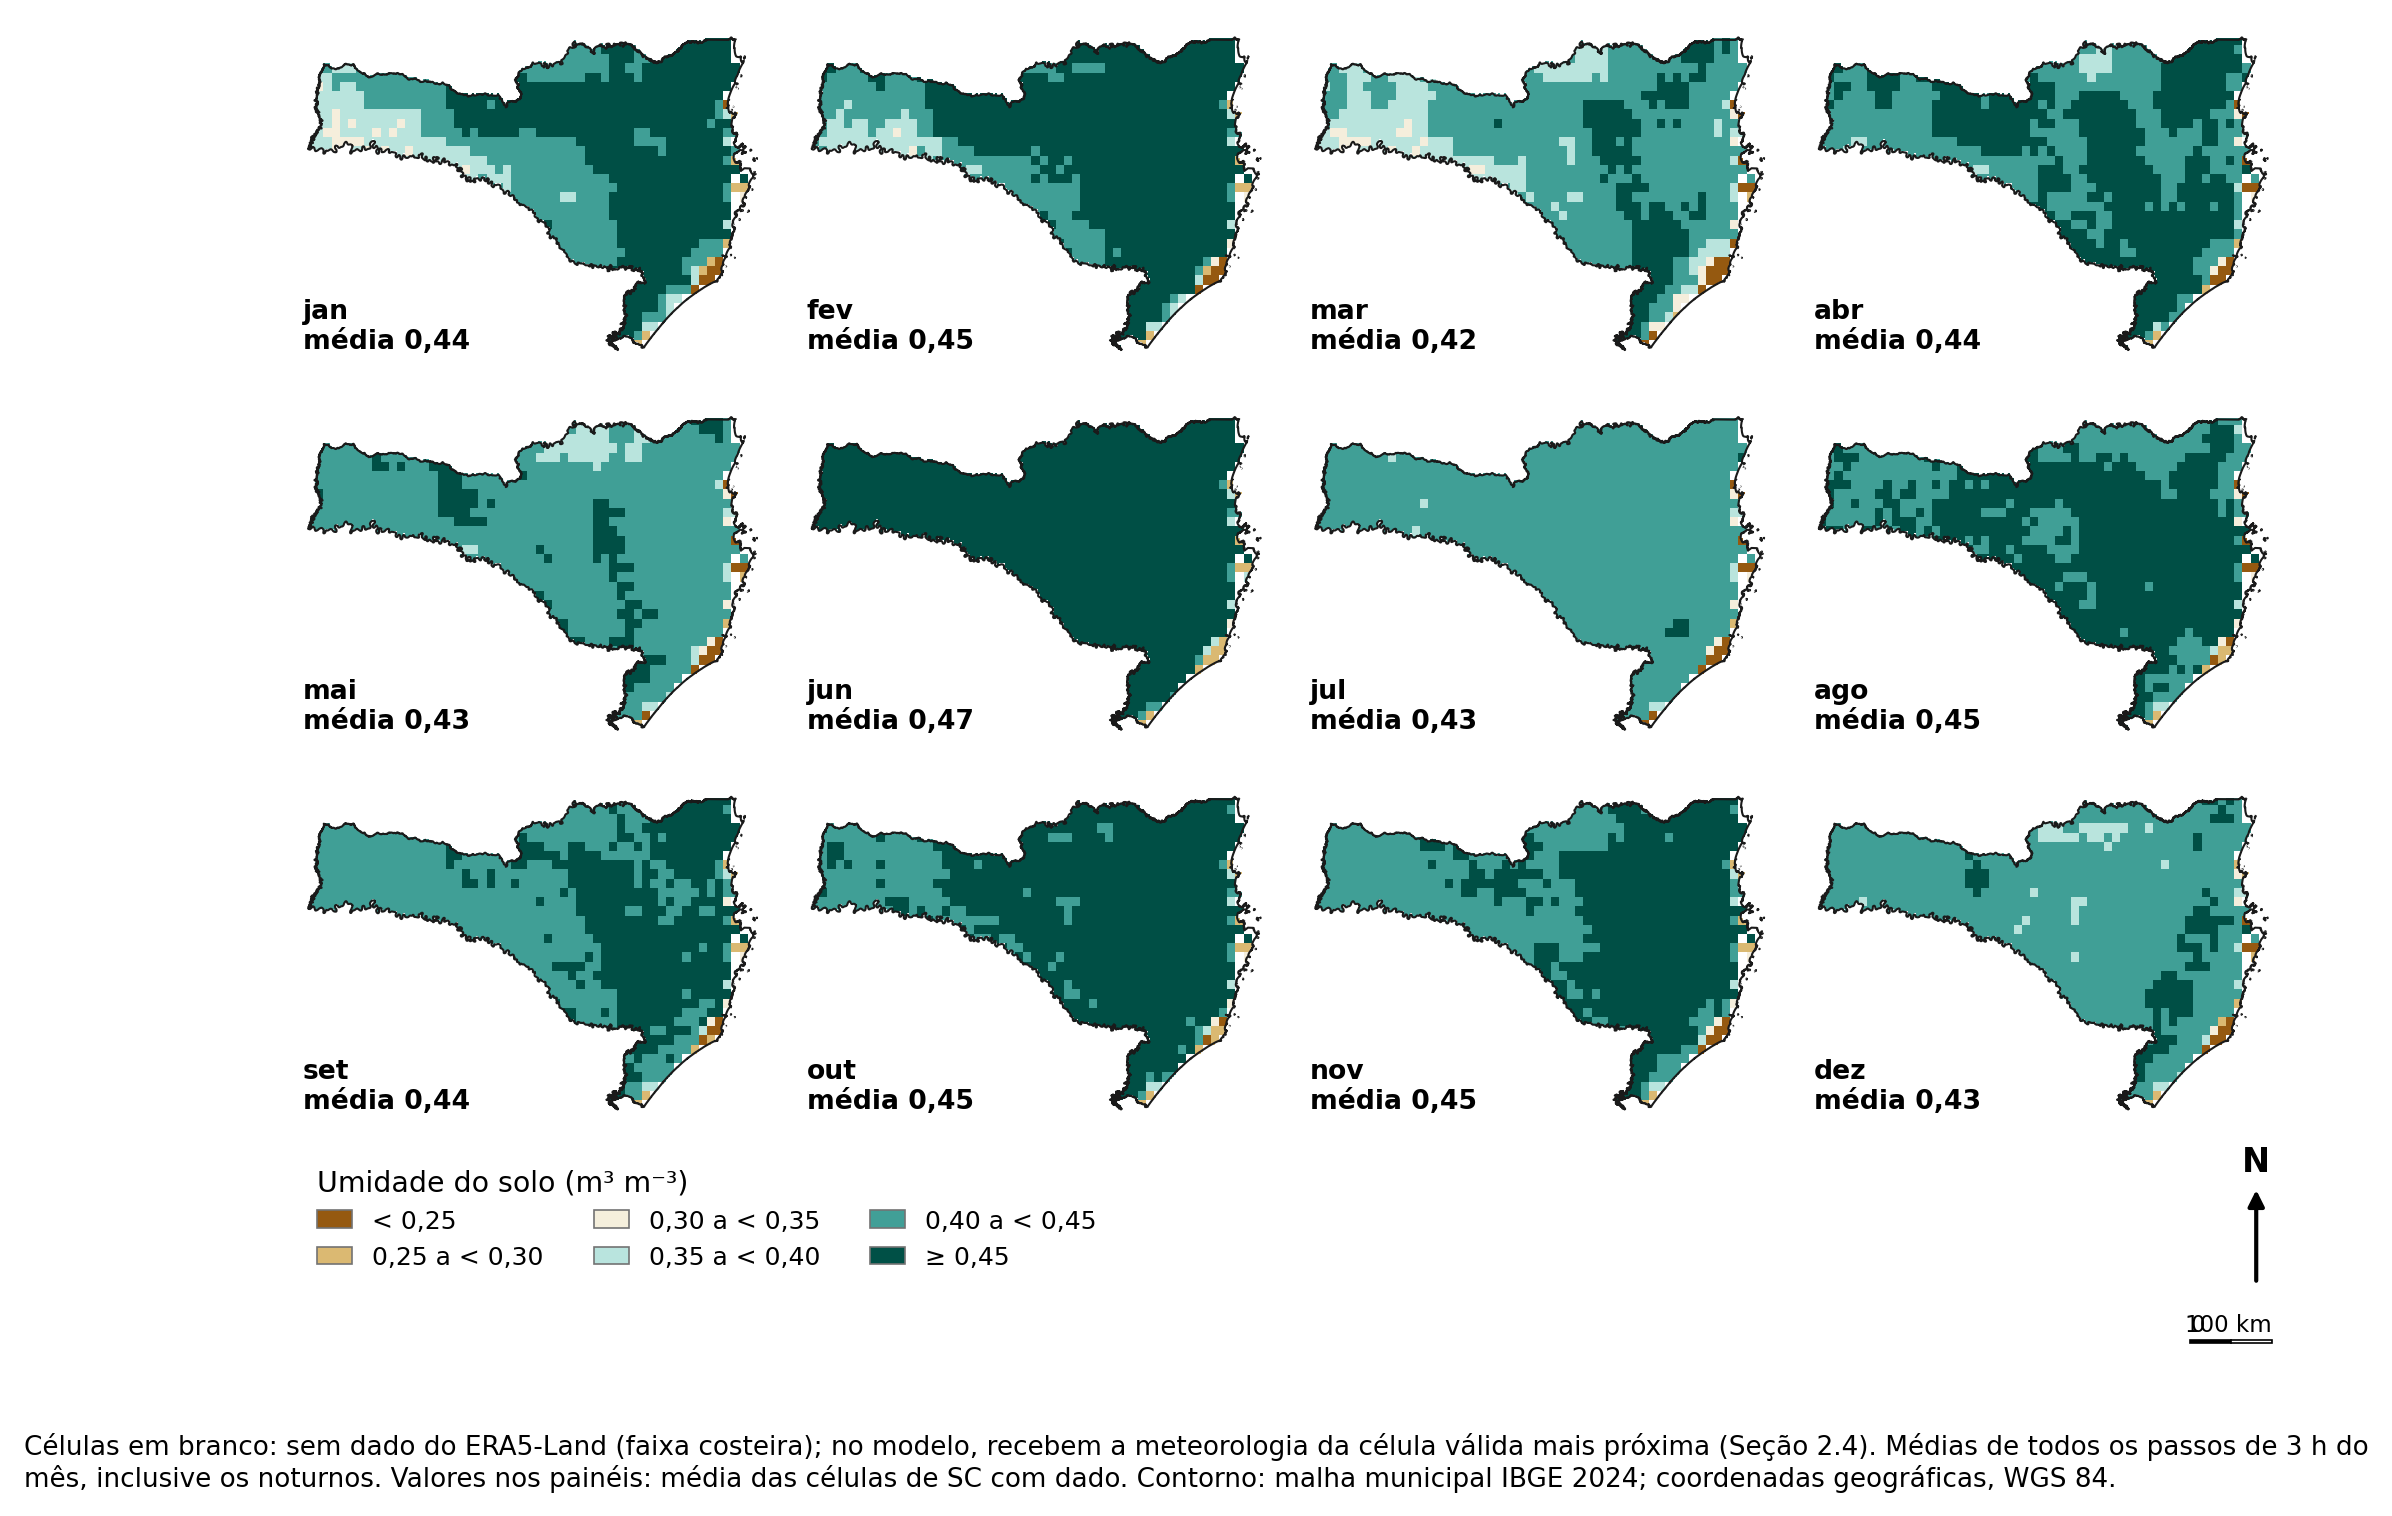 jan
média 0,44
fev
média 0,45
mar
média 0,42
abr
média 0,44
mai
média 0,43
jun
média 0,47
jul
média 0,43
ago
média 0,45
set
média 0,44
out
média 0,45
nov
média 0,45
dez
média 0,43
Umidade do solo (m³ m⁻³)
< 0,25
0,25 a < 0,30
0,30 a < 0,35
0,35 a < 0,40
0,40 a < 0,45
≥ 0,45
N
0
100 km
Células em branco: sem dado do ERA5-Land (faixa costeira); no modelo, recebem a meteorologia da célula válida mais próxima (Seção 2.4). Médias de todos os passos de 3 h do
mês, inclusive os noturnos. Valores nos painéis: média das células de SC com dado. Contorno: malha municipal IBGE 2024; coordenadas geográficas, WGS 84.